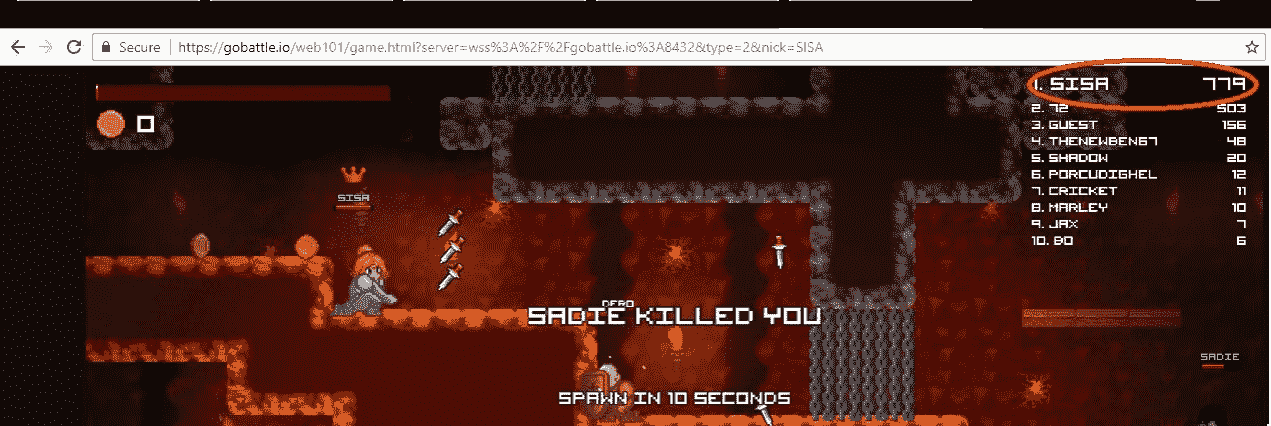 Secure
https://gobattle.io/web101/game.html?server=wss%3A%2F%2Fgobattle.io%3A8432&type=2&nick=SISA
1. SISA 779
2. 72 503
3. GUEST 156
4. THENEWBEN67 48
5. SHADOW 20
6. PORCUDIGHEL 12
7. CRICKET 11
8. MARLEY 10
9. JAX 7
10. BO 6
SISA
SADIE KILLED YOU
SADIE
SPAWN IN 10 SECONDS